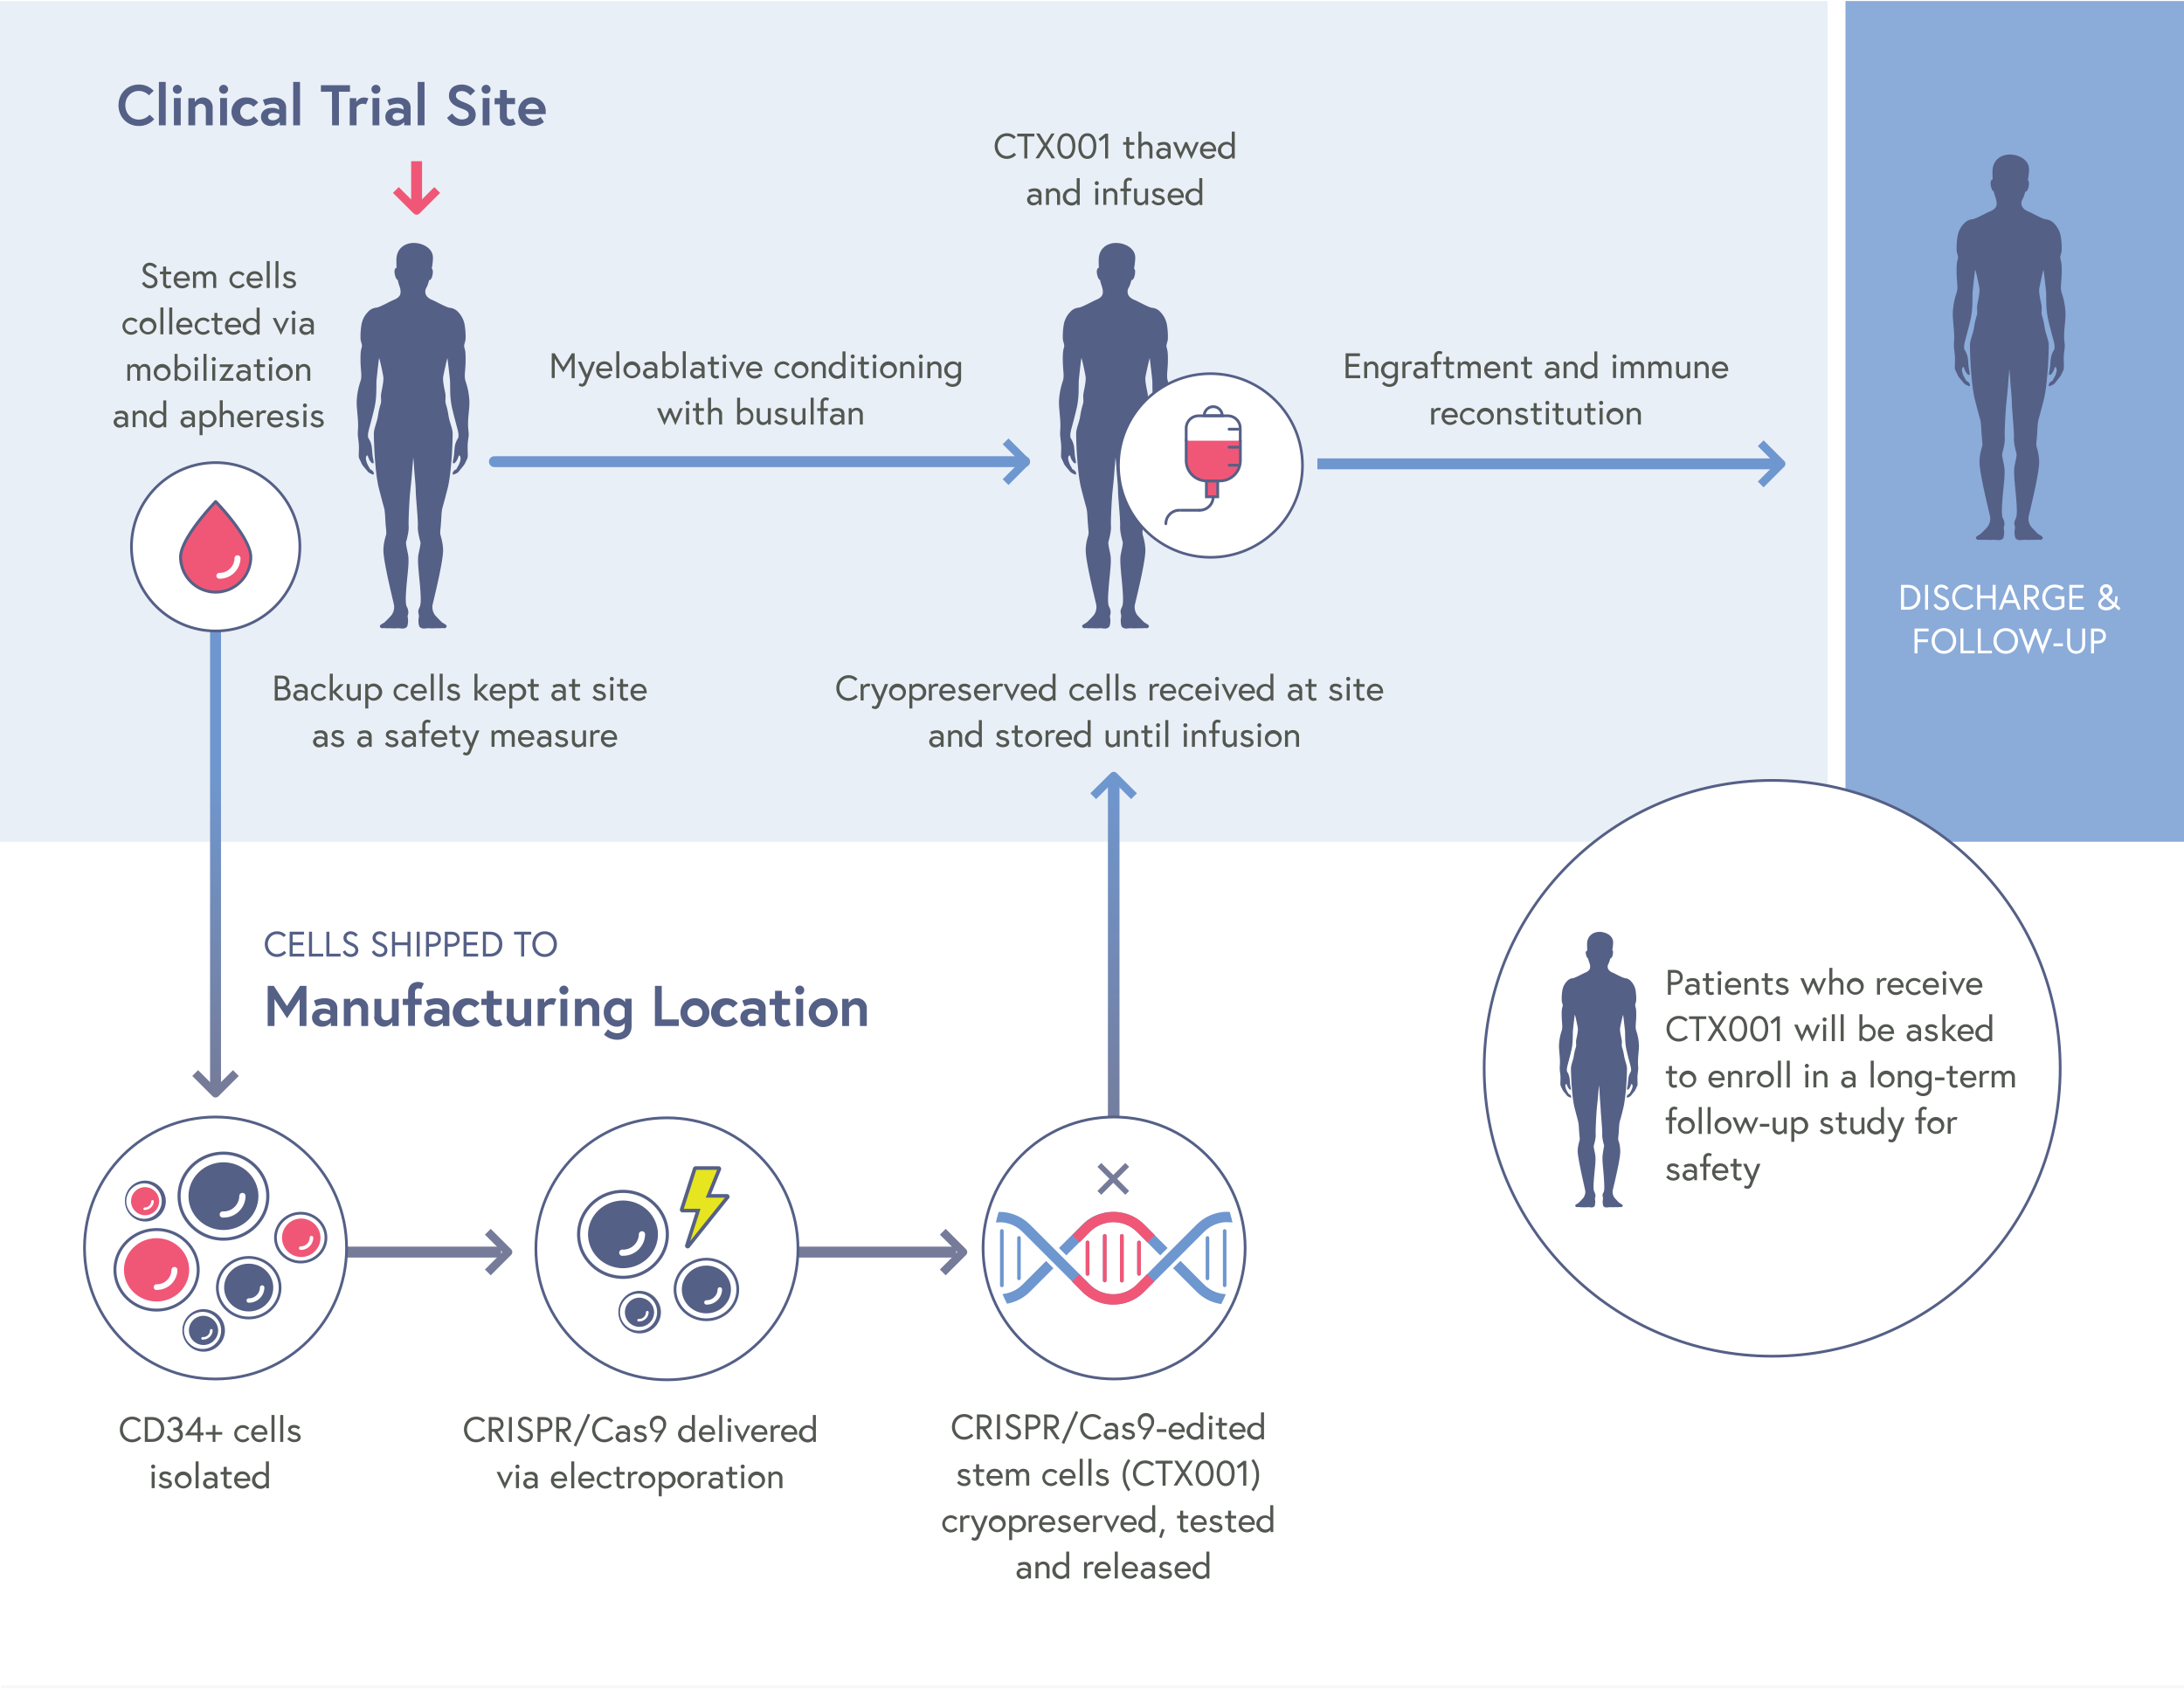 Clinical Trial Site
Stem cells
collected via
mobilization
and apheresis
Myeloablative conditioning
with busulfan
CTX001 thawed
and infused
Engraftment and immune
reconstitution
DISCHARGE &
FOLLOW-UP
Backup cells kept at site
as a safety measure
Cryopreserved cells received at site
and stored until infusion
CELLS SHIPPED TO
Manufacturing Location
CD34+ cells
isolated
CRISPR/Cas9 delivered
via electroporation
CRISPR/Cas9-edited
stem cells (CTX001)
cryopreserved, tested
and released
Patients who receive
CTX001 will be asked
to enroll in a long-term
follow-up study for
safety